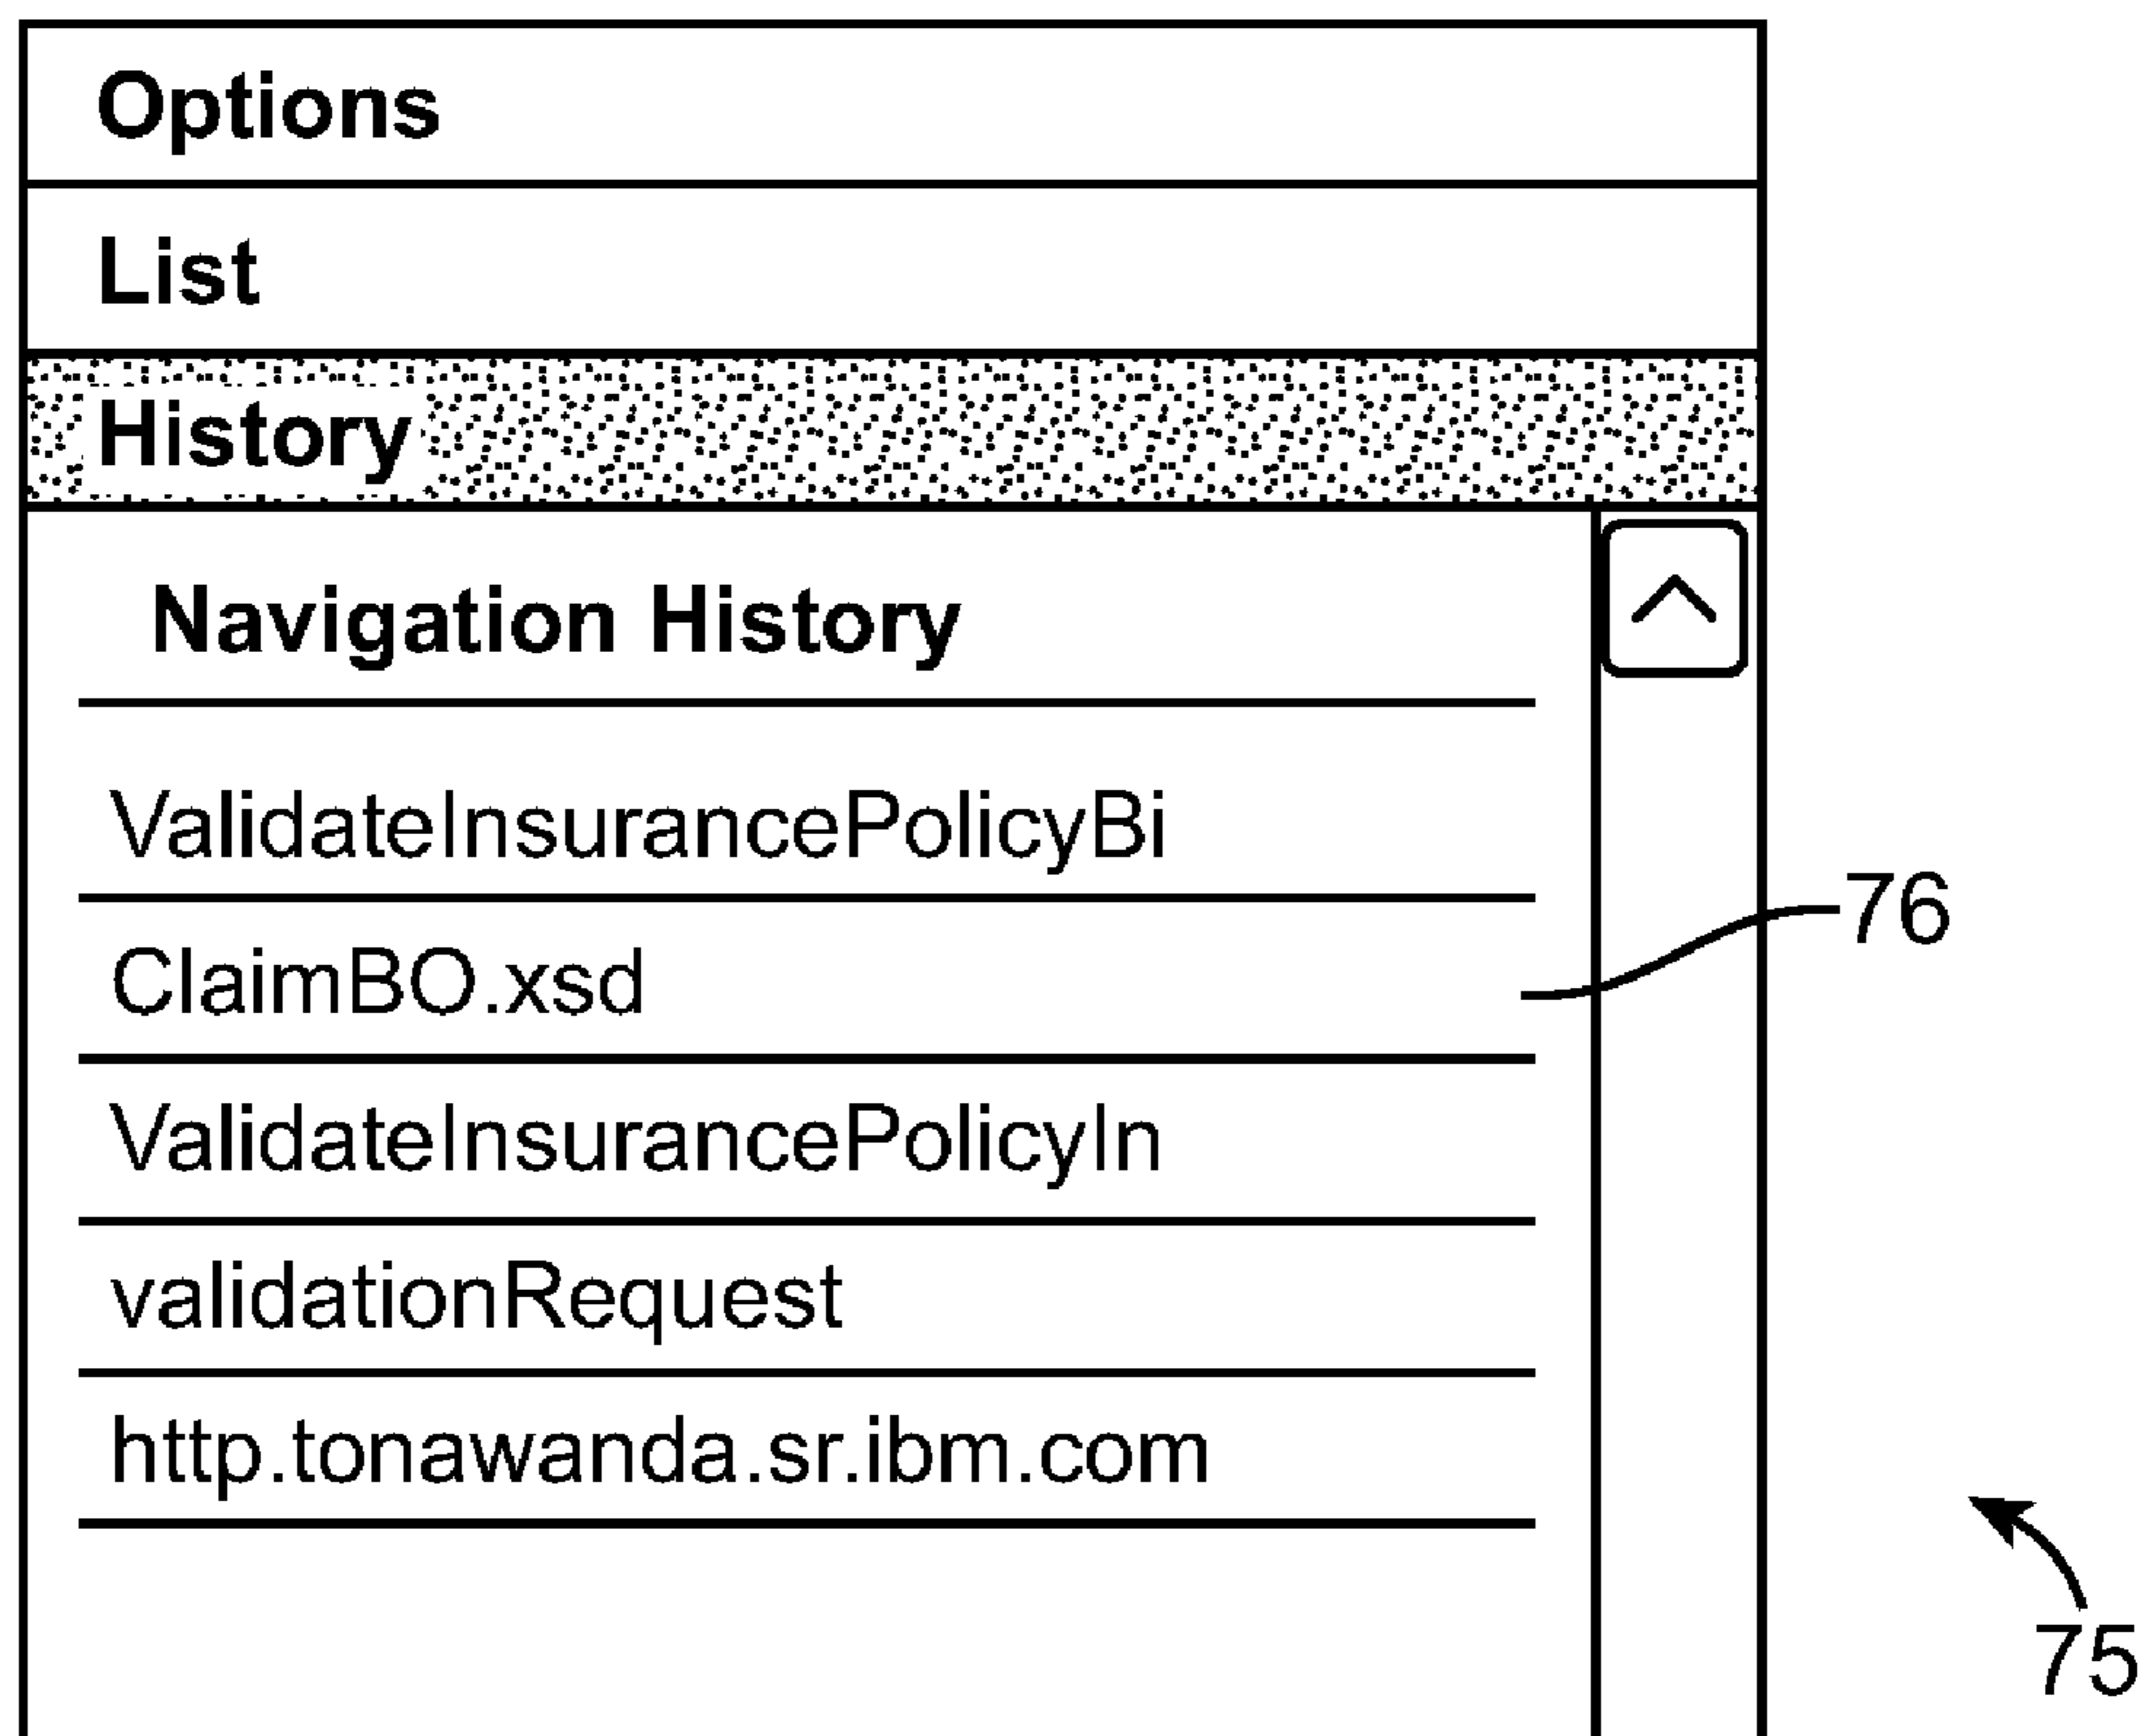 Options
List
History
Navigation History
ValidateInsurancePolicyBi
ClaimBO.xsd
76
ValidateInsurancePolicyIn
validationRequest
http.tonawanda.sr.ibm.com
75